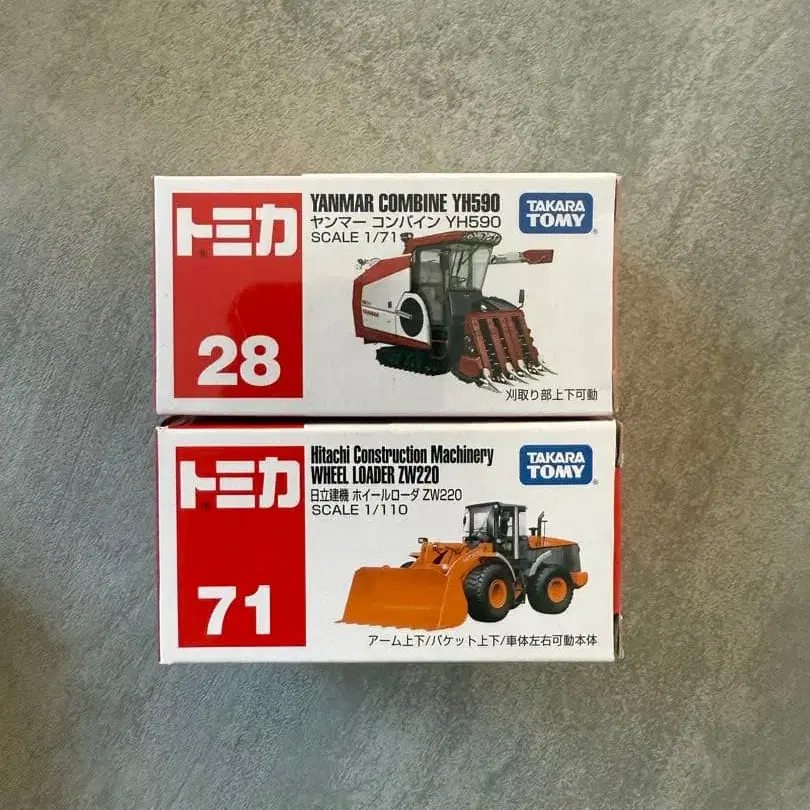 トミカ
28
YANMAR COMBINE YH590
ヤンマー コンバイン YH590
SCALE 1/71
TAKARA
TOMY
YANMAR
刈取り部上下可動
トミカ
71
Hitachi Construction Machinery
WHEEL LOADER ZW220
日立建機 ホイールローダ ZW220
SCALE 1/110
TAKARA
TOMY
アーム上下/バケット上下/車体左右可動本体